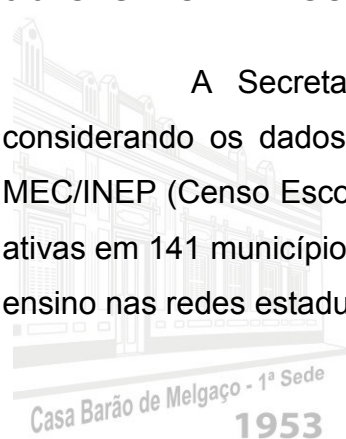 A Secreta
considerando os dados
MEC/INEP (Censo Esco
ativas em 141 município
ensino nas redes estadu
Casa Barão de Melgaço - 1ª Sede
1953